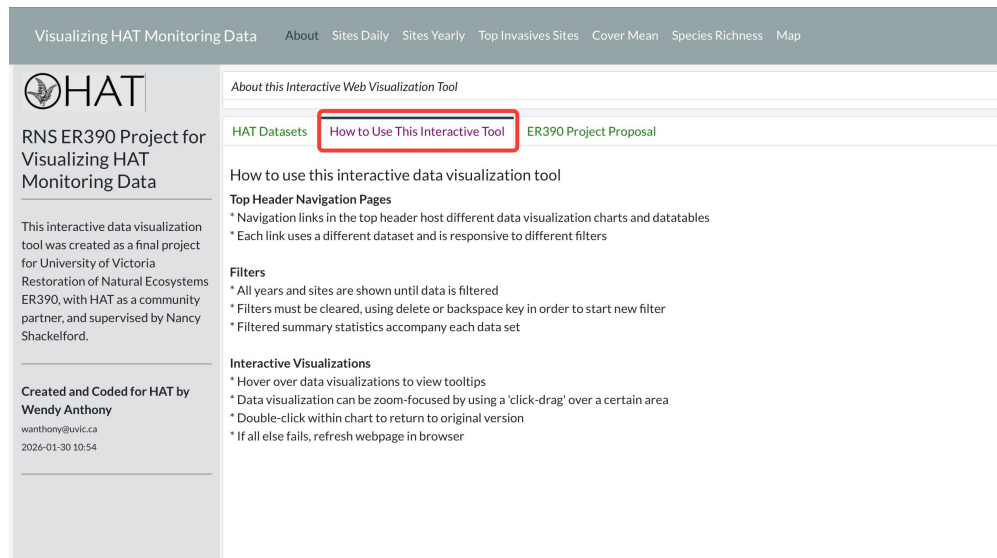 Visualizing HAT Monitoring Data About Sites Daily Sites Yearly Top Invasives Sites Cover Mean Species Richness Map
HAT
RNS ER390 Project for
Visualizing HAT
Monitoring Data
This interactive data visualization
tool was created as a final project
for University of Victoria
Restoration of Natural Ecosystems
ER390, with HAT as a community
partner, and supervised by Nancy
Shackelford.
Created and Coded for HAT by
Wendy Anthony
wanthony@uvic.ca
2026-01-30 10:54
About this Interactive Web Visualization Tool
HAT Datasets How to Use This Interactive Tool ER390 Project Proposal
How to use this interactive data visualization tool
Top Header Navigation Pages
* Navigation links in the top header host different data visualization charts and datatables
* Each link uses a different dataset and is responsive to different filters
Filters
* All years and sites are shown until data is filtered
* Filters must be cleared, using delete or backspace key in order to start new filter
* Filtered summary statistics accompany each data set
Interactive Visualizations
* Hover over data visualizations to view tooltips
* Data visualization can be zoom-focused by using a 'click-drag' over a certain area
* Double-click within chart to return to original version
* If all else fails, refresh webpage in browser